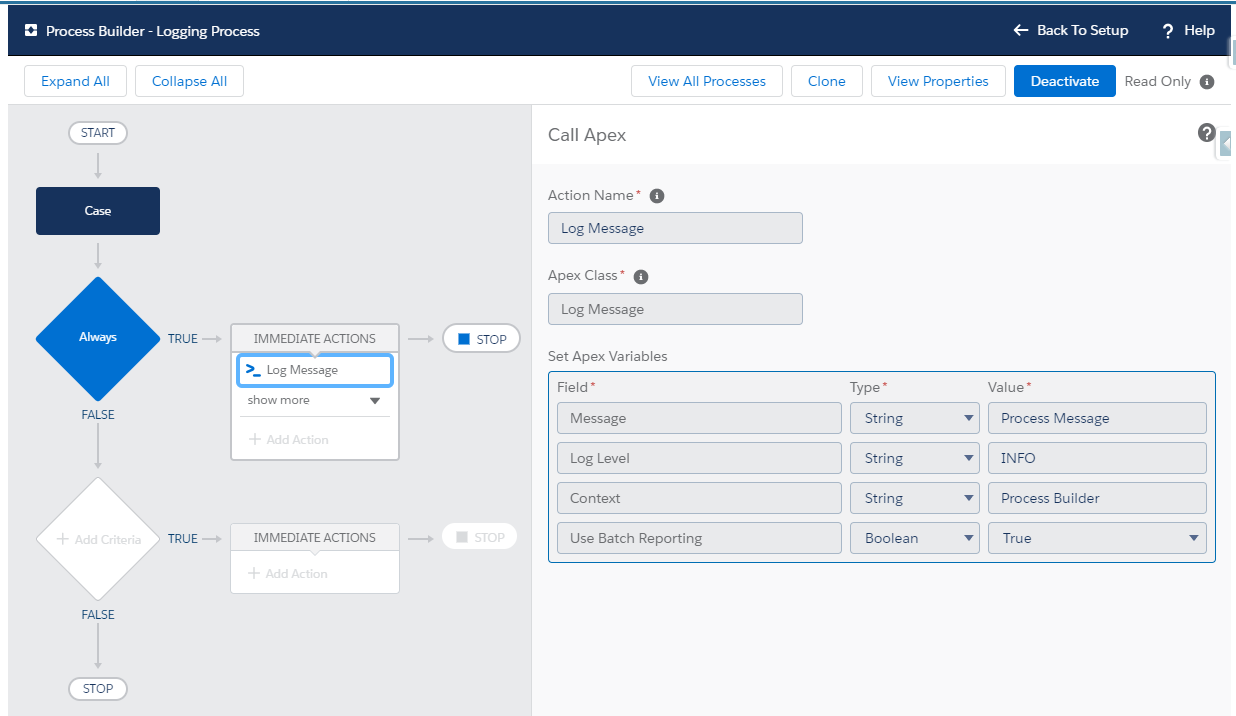 Process Builder - Logging Process
Back To Setup
Help
Expand All
Collapse All
View All Processes
Clone
View Properties
Deactivate
Read Only
START
Case
Always
TRUE
IMMEDIATE ACTIONS
STOP
Log Message
show more
Add Action
FALSE
Add Criteria
TRUE
IMMEDIATE ACTIONS
STOP
Add Action
FALSE
STOP
Call Apex
Action Name*
Log Message
Apex Class*
Log Message
Set Apex Variables
Field* Type* Value*
Message String Process Message
Log Level String INFO
Context String Process Builder
Use Batch Reporting Boolean True